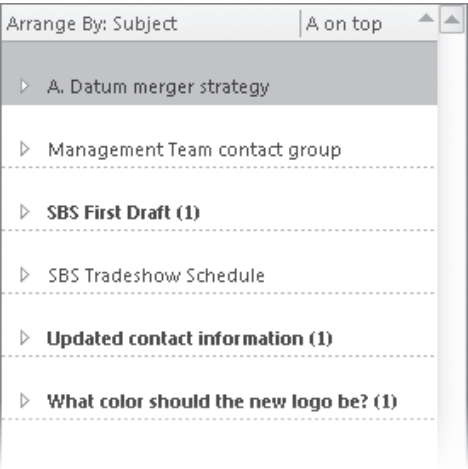 Arrange By: Subject A on top
A. Datum merger strategy
Management Team contact group
SBS First Draft (1)
SBS Tradeshow Schedule
Updated contact information (1)
What color should the new logo be? (1)